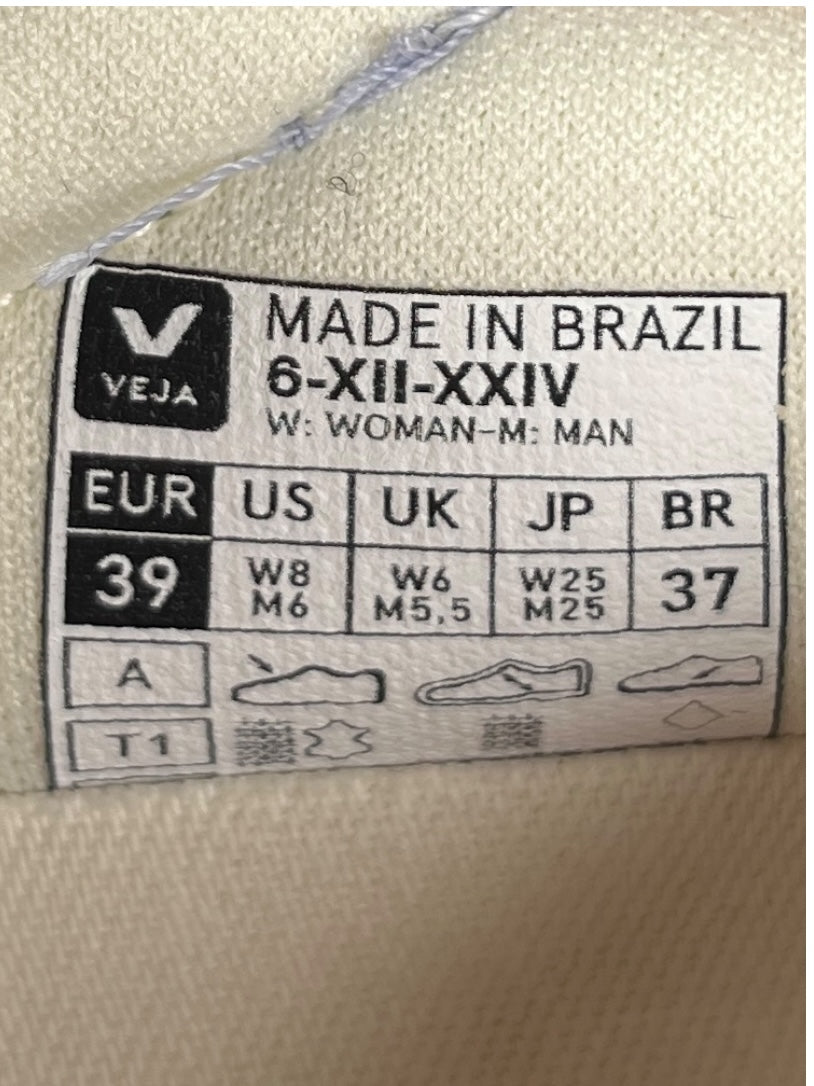 VEJA
MADE IN BRAZIL
6-XII-XXIV
W: WOMAN-M: MAN
EUR US UK JP BR
39 W8 M6 W6 M5,5 W25 M25 37
A
T1